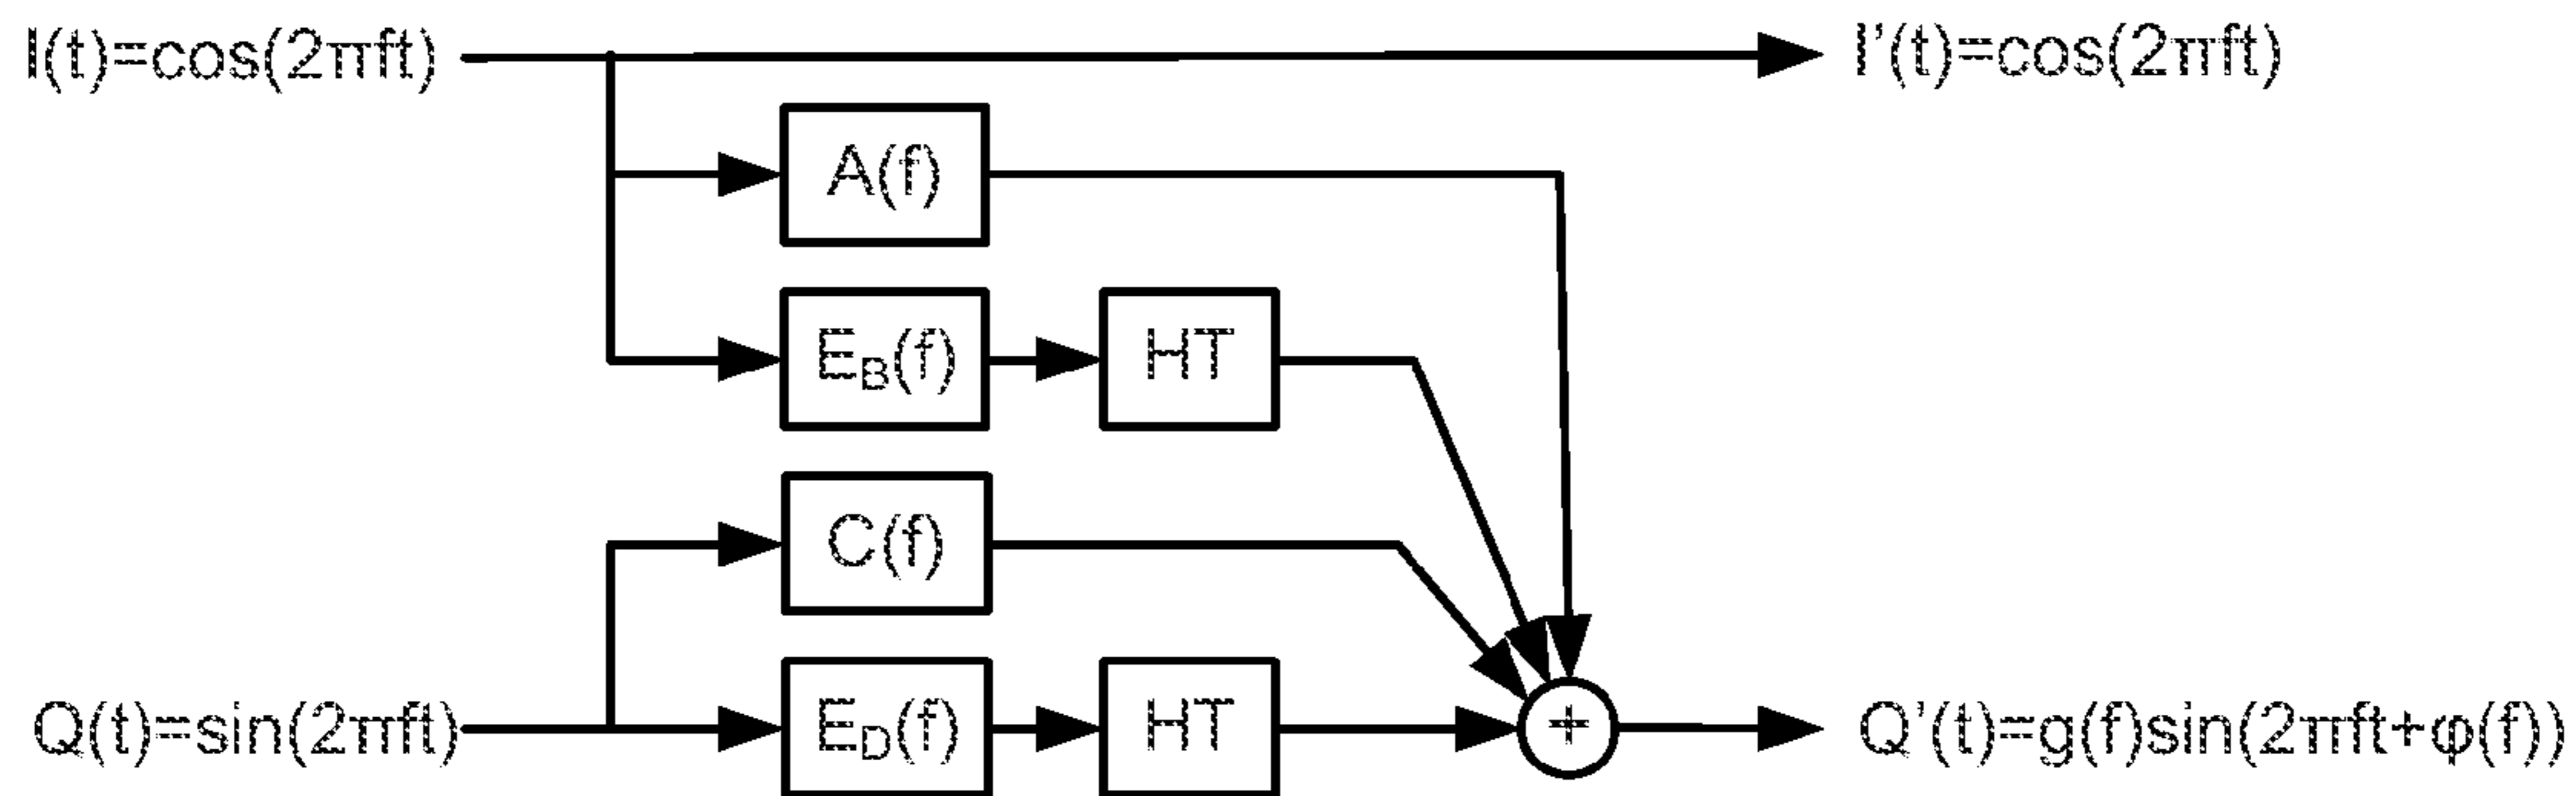 I(t)=cos(2πft)
I'(t)=cos(2πft)
A(f)
E_B(f)
HT
C(f)
Q(t)=sin(2πft)
E_D(f)
HT
+
Q'(t)=g(f)sin(2πft+φ(f))